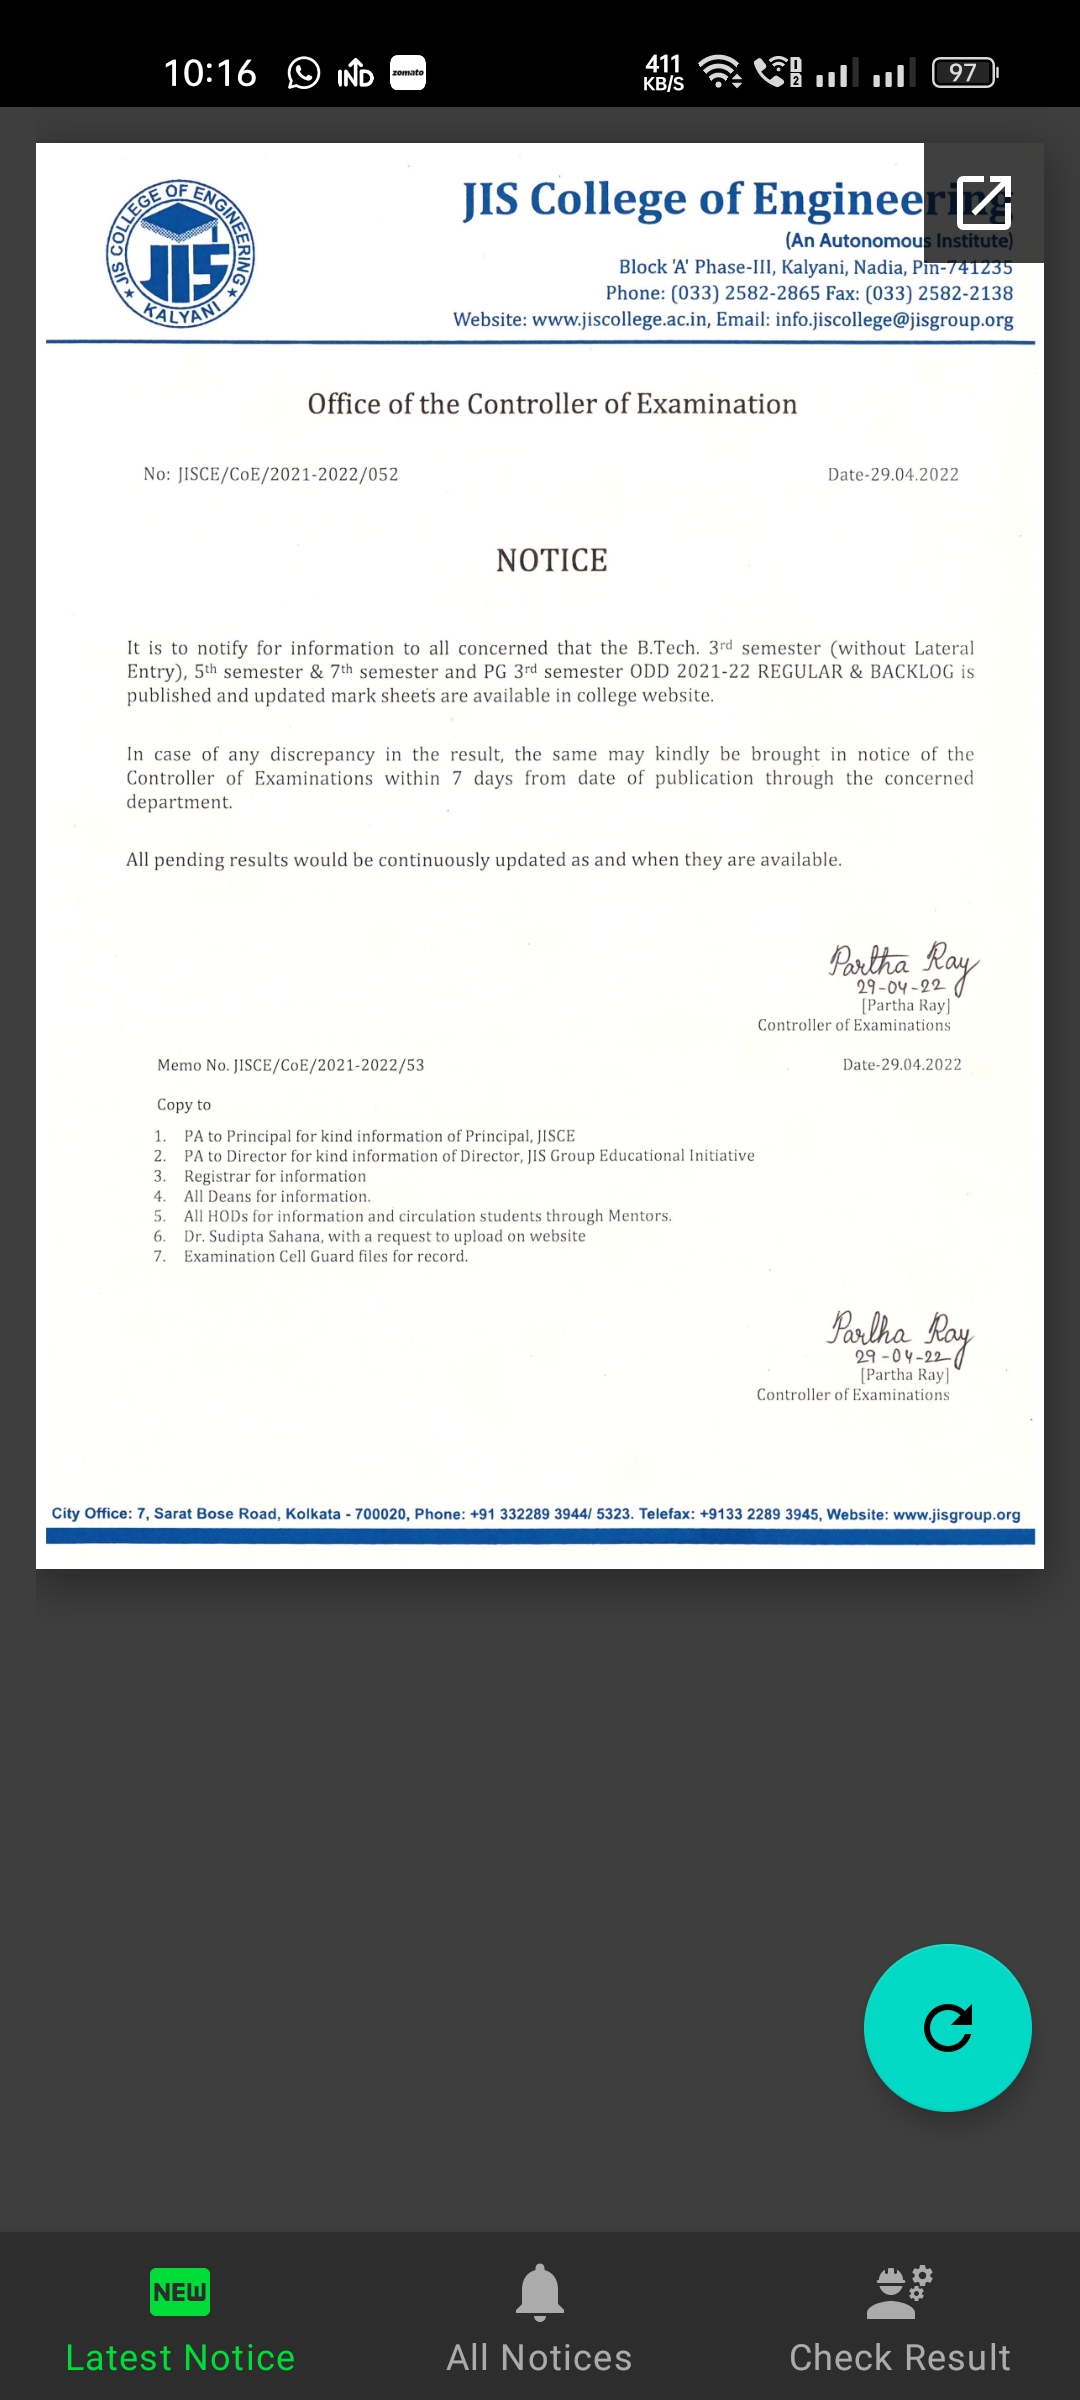 10:16
IND
zomato
411
KB/S
1
2
97
JIS COLLEGE OF ENGINEERING
JIS
KALYANI
JIS College of Engineering
(An Autonomous Institute)
Block 'A' Phase-III, Kalyani, Nadia, Pin-741235
Phone: (033) 2582-2865 Fax: (033) 2582-2138
Website: www.jiscollege.ac.in, Email: info.jiscollege@jisgroup.org
Office of the Controller of Examination
No: JISCE/CoE/2021-2022/052 Date-29.04.2022
NOTICE
It is to notify for information to all concerned that the B.Tech. 3rd semester (without Lateral
Entry), 5th semester & 7th semester and PG 3rd semester ODD 2021-22 REGULAR & BACKLOG is
published and updated mark sheets are available in college website.
In case of any discrepancy in the result, the same may kindly be brought in notice of the
Controller of Examinations within 7 days from date of publication through the concerned
department.
All pending results would be continuously updated as and when they are available.
Partha Ray
29-04-22
[Partha Ray]
Controller of Examinations
Memo No. JISCE/CoE/2021-2022/53 Date-29.04.2022
Copy to
1. PA to Principal for kind information of Principal, JISCE
2. PA to Director for kind information of Director, JIS Group Educational Initiative
3. Registrar for information
4. All Deans for information.
5. All HODs for information and circulation students through Mentors.
6. Dr. Sudipta Sahana, with a request to upload on website
7. Examination Cell Guard files for record.
Partha Ray
29-04-22
[Partha Ray]
Controller of Examinations
City Office: 7, Sarat Bose Road, Kolkata - 700020, Phone: +91 332289 3944/ 5323. Telefax: +9133 2289 3945, Website: www.jisgroup.org
NEW
Latest Notice
All Notices
Check Result